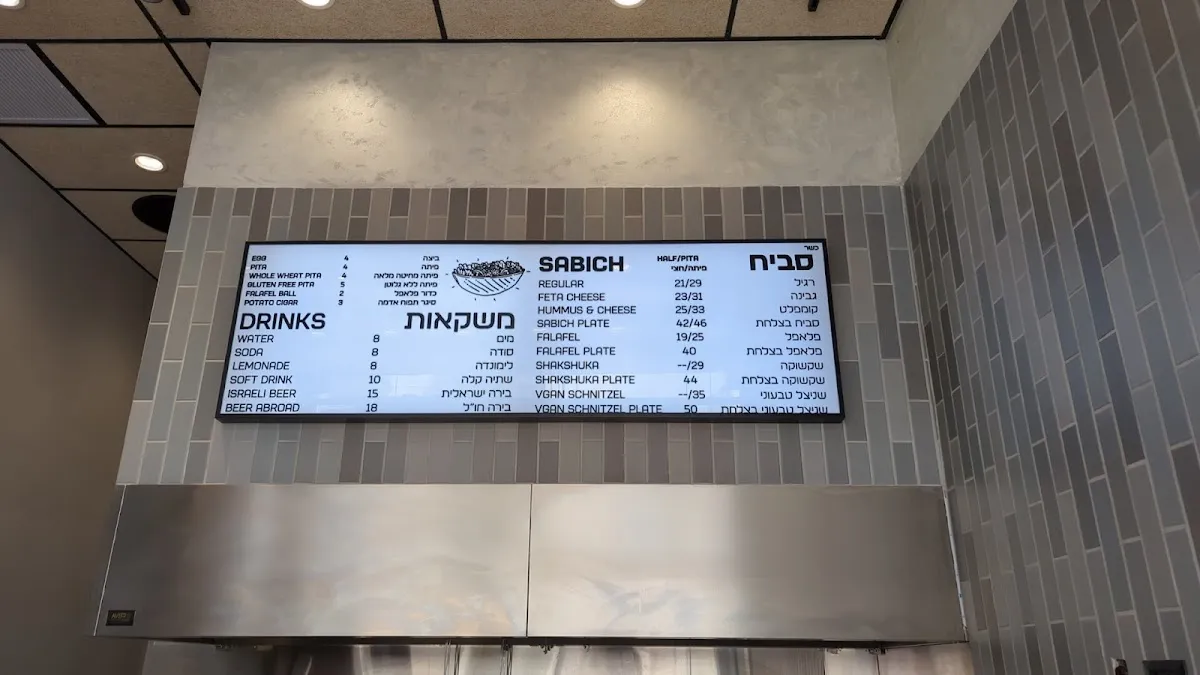 EGG 4 ביצה
PITA 4 פיתה
WHOLE WHEAT PITA 4 פיתה מחיטה מלאה
GLUTEN FREE PITA 5 פיתה ללא גלוטן
FALAFEL BALL 2 כדור פלאפל
POTATO CIGAR 3 סיגר תפוח אדמה
DRINKS משקאות
WATER 8 מים
SODA 8 סודה
LEMONADE 8 לימונדה
SOFT DRINK 10 שתיה קלה
ISRAELI BEER 15 בירה ישראלית
BEER ABROAD 18 בירה חו"ל
כשר
SABICH HALF/PITA סביח
פיתה/חצי
REGULAR 21/29 רגיל
FETA CHEESE 23/31 גבינה
HUMMUS & CHEESE 25/33 קומפלט
SABICH PLATE 42/46 סביח בצלחת
FALAFEL 19/25 פלאפל
FALAFEL PLATE 40 פלאפל בצלחת
SHAKSHUKA --/29 שקשוקה
SHAKSHUKA PLATE 44 שקשוקה בצלחת
VGAN SCHNITZEL --/35 שניצל טבעוני
VGAN SCHNITZEL PLATE 50 שניצל טבעוני בצלחת